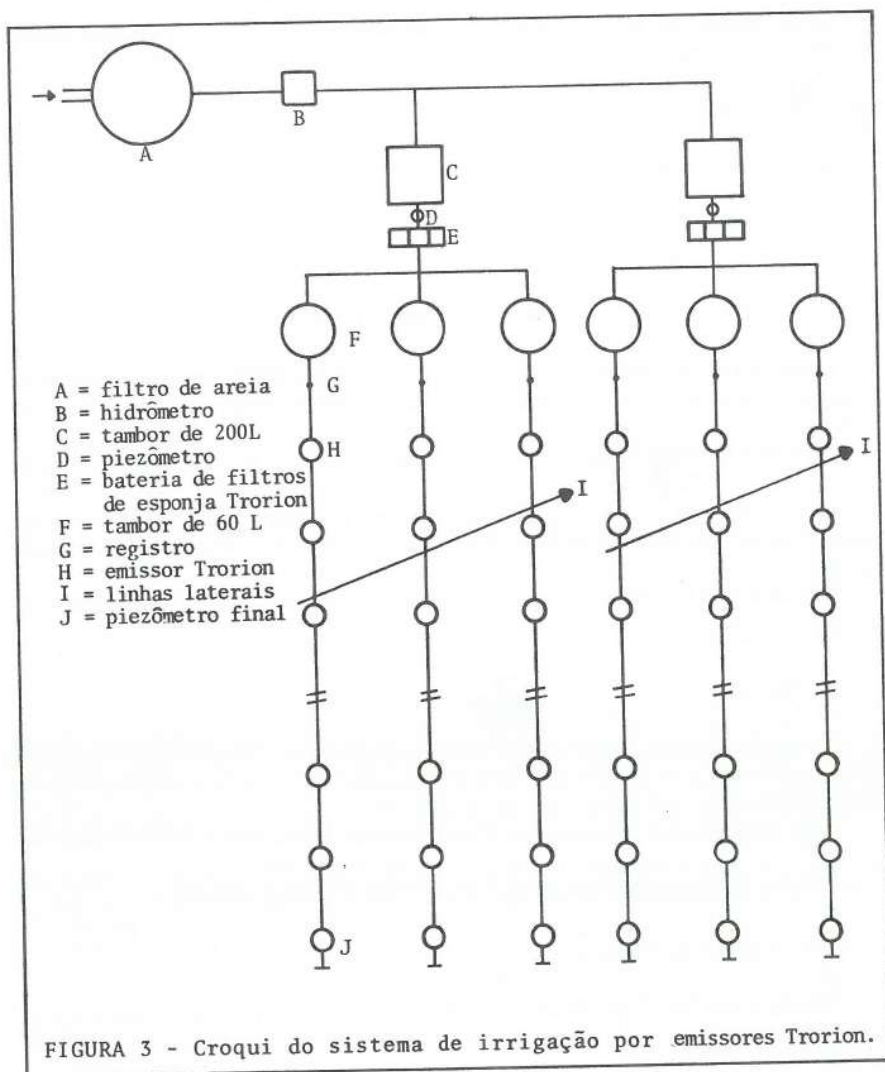 A
B
C
D
E
F
G
H
I
I
J
A = filtro de areia
B = hidrômetro
C = tambor de 200L
D = piezômetro
E = bateria de filtros
de esponja Trorion
F = tambor de 60 L
G = registro
H = emissor Trorion
I = linhas laterais
J = piezômetro final
FIGURA 3 - Croqui do sistema de irrigação por emissores Trorion.